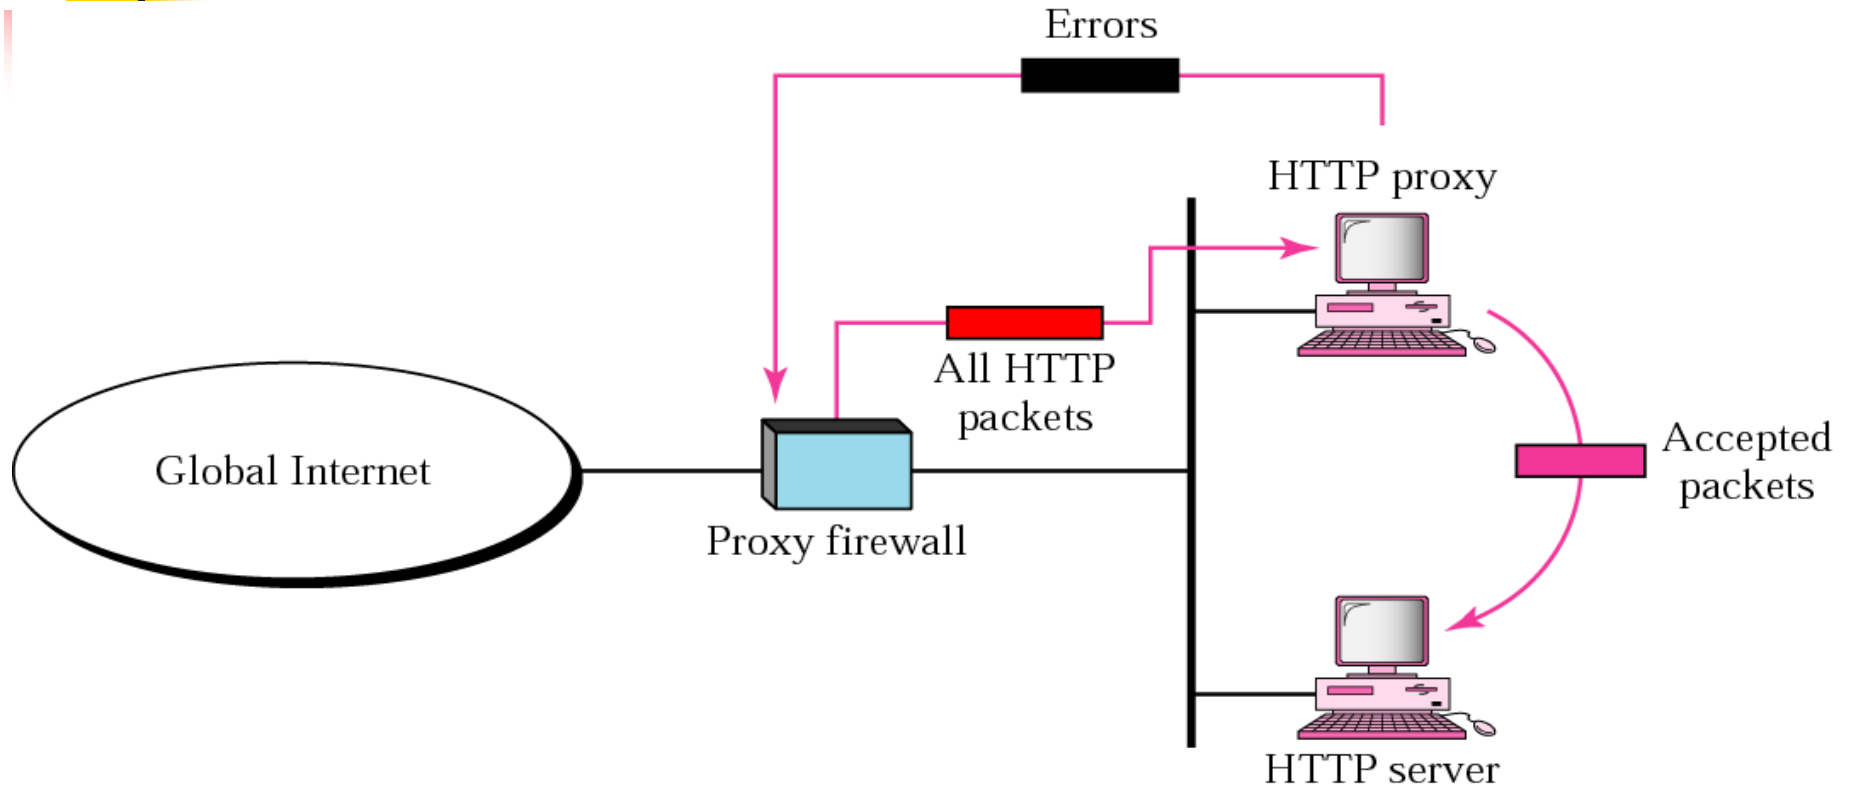 Errors
HTTP proxy
All HTTP
packets
Accepted
packets
Global Internet
Proxy firewall
HTTP server